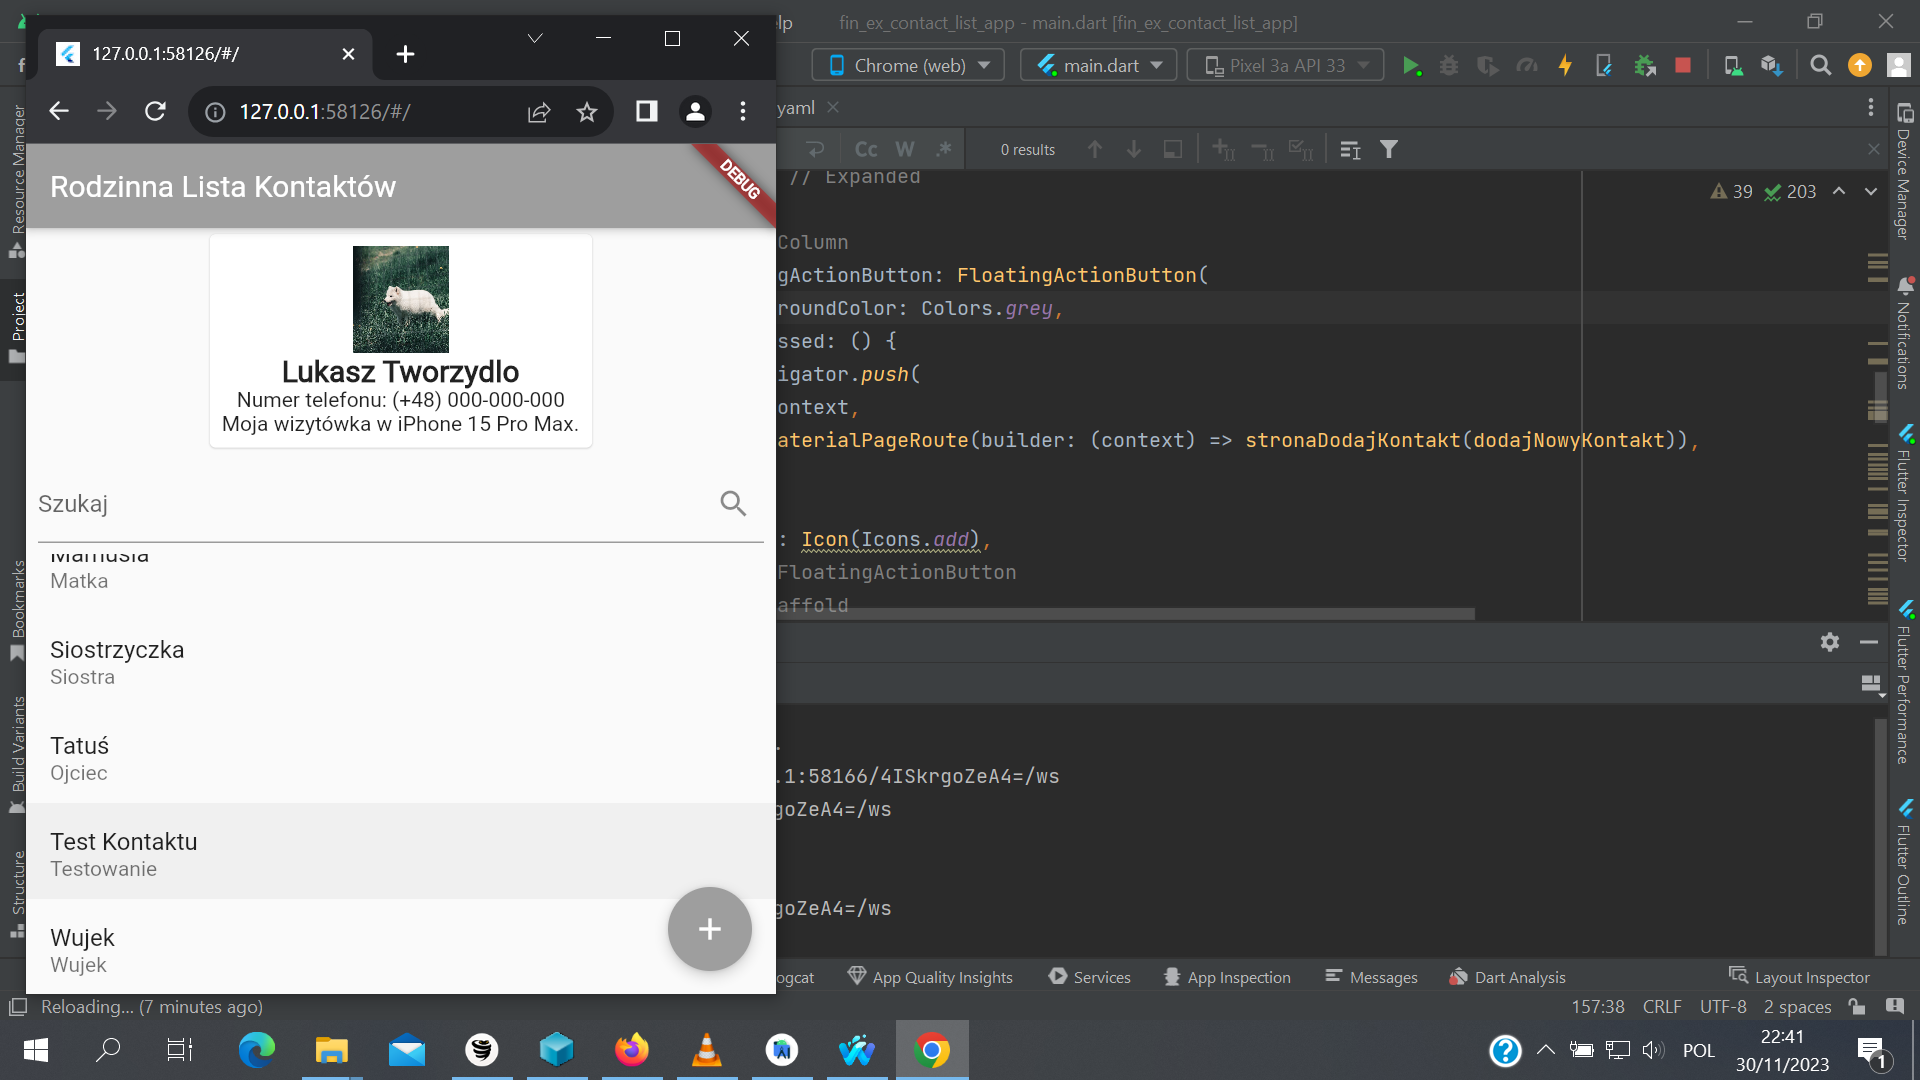 127.0.0.1:58126/#/
127.0.0.1:58126/#/
Rodzinna Lista Kontaktów
DEBUG
Lukasz Tworzydlo
Numer telefonu: (+48) 000-000-000
Moja wizytówka w iPhone 15 Pro Max.
Szukaj
Mamusia
Matka
Siostrzyczka
Siostra
Tatuś
Ojciec
Test Kontaktu
Testowanie
Wujek
Wujek
lp
fin_ex_contact_list_app - main.dart [fin_ex_contact_list_app]
Chrome (web)
main.dart
Pixel 3a API 33
yaml
Cc W .*
0 results
39
203
// Expanded
Column
gActionButton: FloatingActionButton(
roundColor: Colors.grey,
ssed: () {
igator.push(
ontext,
aterialPageRoute(builder: (context) => stronaDodajKontakt(dodajNowyKontakt)),
: Icon(Icons.add),
FloatingActionButton
affold
.
.1:58166/4ISkrgoZeA4=/ws
goZeA4=/ws
goZeA4=/ws
Resource Manager
Project
Bookmarks
Build Variants
Structure
Device Manager
Notifications
Flutter Inspector
Flutter Performance
Flutter Outline
ogcat
App Quality Insights
Services
App Inspection
Messages
Dart Analysis
Layout Inspector
Reloading... (7 minutes ago)
157:38
CRLF
UTF-8
2 spaces
POL
22:41
30/11/2023
1